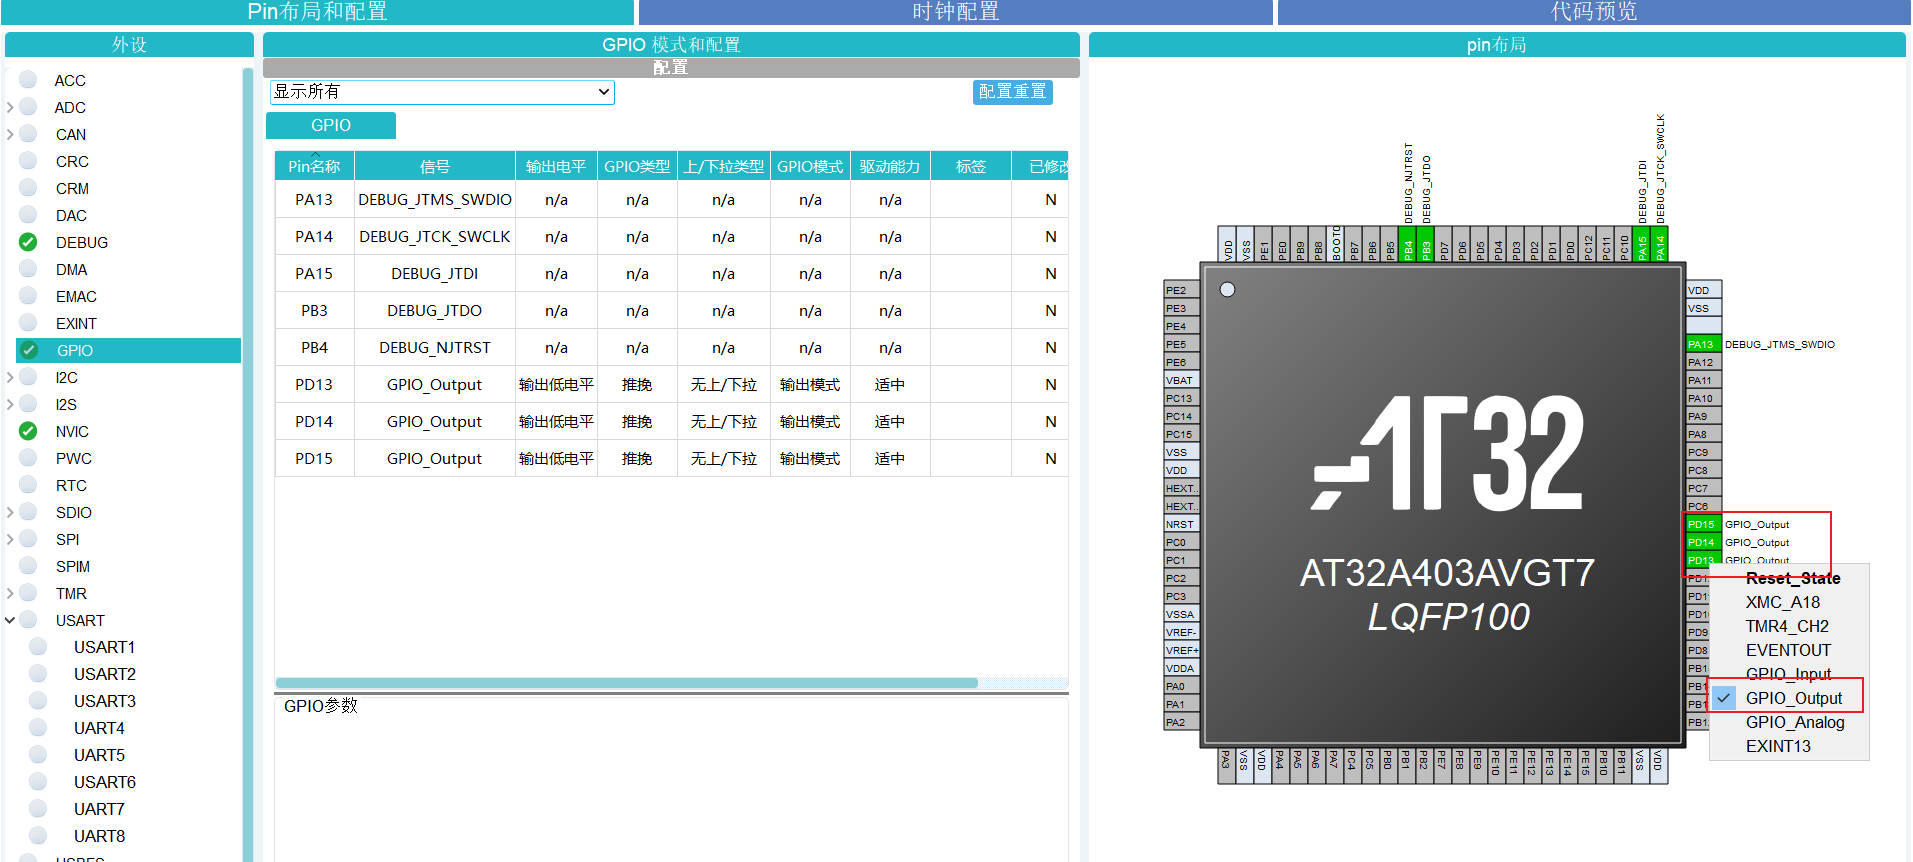 Pin布局和配置
时钟配置
代码预览
外设
GPIO 模式和配置
pin布局
配置
显示所有
配置重置
GPIO
ACC
ADC
CAN
CRC
CRM
DAC
DEBUG
DMA
EMAC
EXINT
GPIO
I2C
I2S
NVIC
PWC
RTC
SDIO
SPI
SPIM
TMR
USART
USART1
USART2
USART3
UART4
UART5
USART6
UART7
UART8
Pin名称 信号 输出电平 GPIO类型 上/下拉类型 GPIO模式 驱动能力 标签 已修改
PA13 DEBUG_JTMS_SWDIO n/a n/a n/a n/a n/a N
PA14 DEBUG_JTCK_SWCLK n/a n/a n/a n/a n/a N
PA15 DEBUG_JTDI n/a n/a n/a n/a n/a N
PB3 DEBUG_JTDO n/a n/a n/a n/a n/a N
PB4 DEBUG_NJTRST n/a n/a n/a n/a n/a N
PD13 GPIO_Output 输出低电平 推挽 无上/下拉 输出模式 适中 N
PD14 GPIO_Output 输出低电平 推挽 无上/下拉 输出模式 适中 N
PD15 GPIO_Output 输出低电平 推挽 无上/下拉 输出模式 适中 N
GPIO参数
DEBUG_NJTRST
DEBUG_JTDO
DEBUG_JTDI
DEBUG_JTCK_SWCLK
VDD
VSS
PE1
PE0
PB9
PB8
BOOT0
PB7
PB6
PB5
PB4
PB3
PD7
PD6
PD5
PD4
PD3
PD2
PD1
PD0
PC12
PC11
PC10
PA15
PA14
PE2
PE3
PE4
PE5
PE6
VBAT
PC13
PC14
PC15
VSS
VDD
HEXT..
HEXT..
NRST
PC0
PC1
PC2
PC3
VSSA
VREF-
VREF+
VDDA
PA0
PA1
PA2
AT32
AT32A403AVGT7
LQFP100
VDD
VSS
PA13 DEBUG_JTMS_SWDIO
PA12
PA11
PA10
PA9
PA8
PC9
PC8
PC7
PC6
PD15 GPIO_Output
PD14 GPIO_Output
PD13 GPIO_Output
PD9
PD8
Reset_State
XMC_A18
TMR4_CH2
EVENTOUT
GPIO_Input
GPIO_Output
GPIO_Analog
EXINT13
PA3
VSS
VDD
PA4
PA5
PA6
PA7
PC4
PC5
PB0
PB1
PB2
PE7
PE8
PE9
PE10
PE11
PE12
PE13
PE14
PE15
PB10
PB11
VSS
VDD